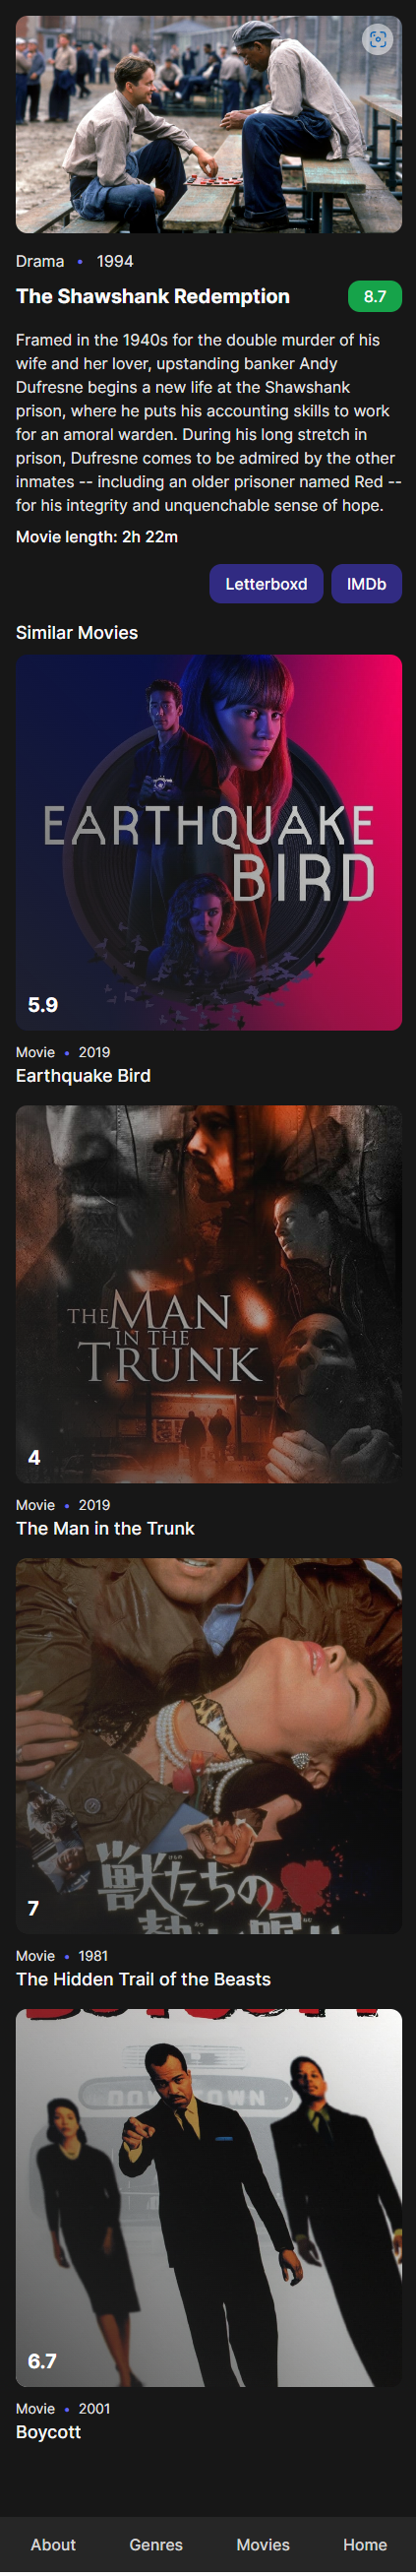 Drama • 1994
The Shawshank Redemption
8.7
Framed in the 1940s for the double murder of his
wife and her lover, upstanding banker Andy
Dufresne begins a new life at the Shawshank
prison, where he puts his accounting skills to work
for an amoral warden. During his long stretch in
prison, Dufresne comes to be admired by the other
inmates -- including an older prisoner named Red --
for his integrity and unquenchable sense of hope.
Movie length: 2h 22m
Letterboxd
IMDb
Similar Movies
EARTHQUAKE
BIRD
5.9
Movie • 2019
Earthquake Bird
THE MAN
IN THE
TRUNK
4
Movie • 2019
The Man in the Trunk
獣たちの
7
Movie • 1981
The Hidden Trail of the Beasts
DOWNTOWN
6.7
Movie • 2001
Boycott
About
Genres
Movies
Home